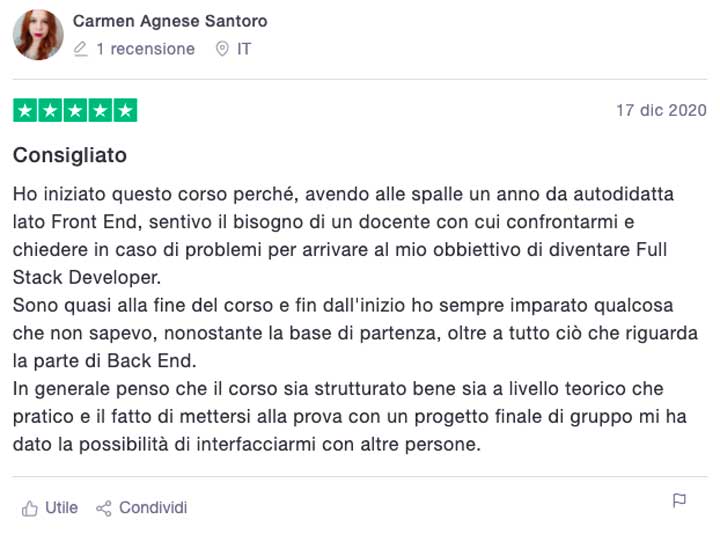 Carmen Agnese Santoro
1 recensione IT
17 dic 2020
Consigliato
Ho iniziato questo corso perché, avendo alle spalle un anno da autodidatta
lato Front End, sentivo il bisogno di un docente con cui confrontarmi e
chiedere in caso di problemi per arrivare al mio obbiettivo di diventare Full
Stack Developer.
Sono quasi alla fine del corso e fin dall'inizio ho sempre imparato qualcosa
che non sapevo, nonostante la base di partenza, oltre a tutto ciò che riguarda
la parte di Back End.
In generale penso che il corso sia strutturato bene sia a livello teorico che
pratico e il fatto di mettersi alla prova con un progetto finale di gruppo mi ha
dato la possibilità di interfacciarmi con altre persone.
Utile Condividi